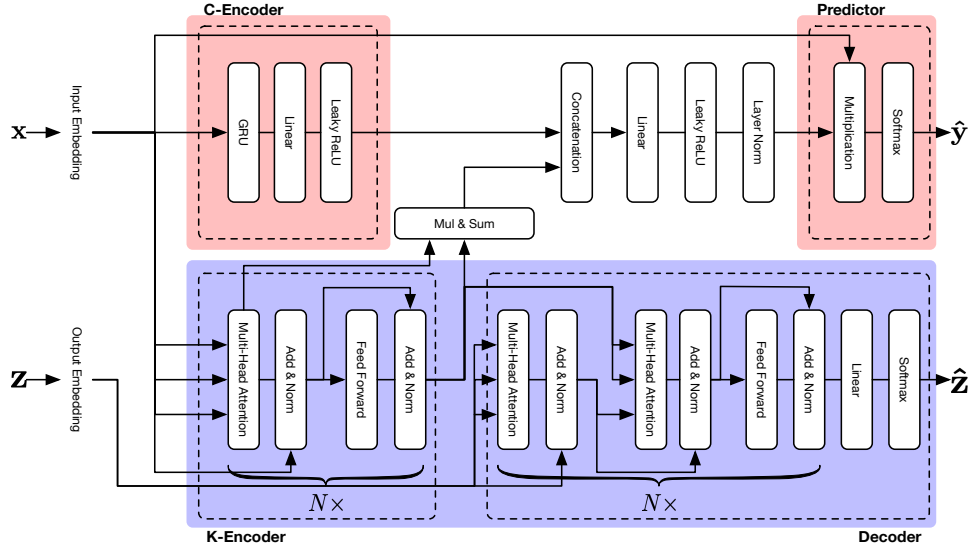 C-Encoder
Predictor
x
Input Embedding
GRU
Linear
Leaky ReLU
Concatenation
Linear
Leaky ReLU
Layer Norm
Multiplication
Softmax
ŷ
Mul & Sum
z
Output Embedding
Multi-Head Attention
Add & Norm
Feed Forward
Add & Norm
Multi-Head Attention
Add & Norm
Multi-Head Attention
Add & Norm
Feed Forward
Add & Norm
Linear
Softmax
ẑ
N×
N×
K-Encoder
Decoder